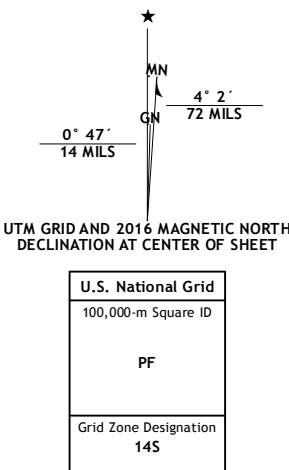 ★
MN
4° 2´
72 MILS
GN
0° 47´
14 MILS
UTM GRID AND 2016 MAGNETIC NORTH
DECLINATION AT CENTER OF SHEET
U.S. National Grid
100,000-m Square ID
PF
Grid Zone Designation
14S